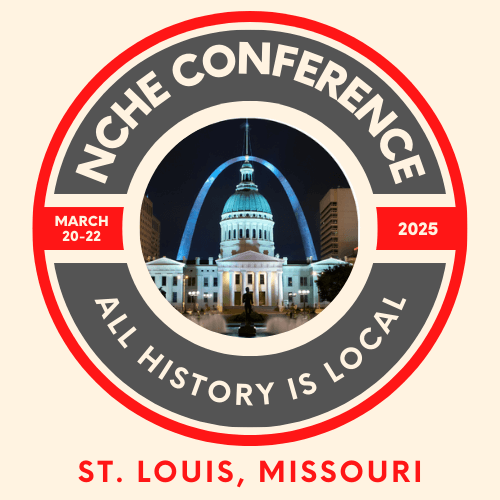 NCHE CONFERENCE
MARCH
20-22
2025
ALL HISTORY IS LOCAL
ST. LOUIS, MISSOURI